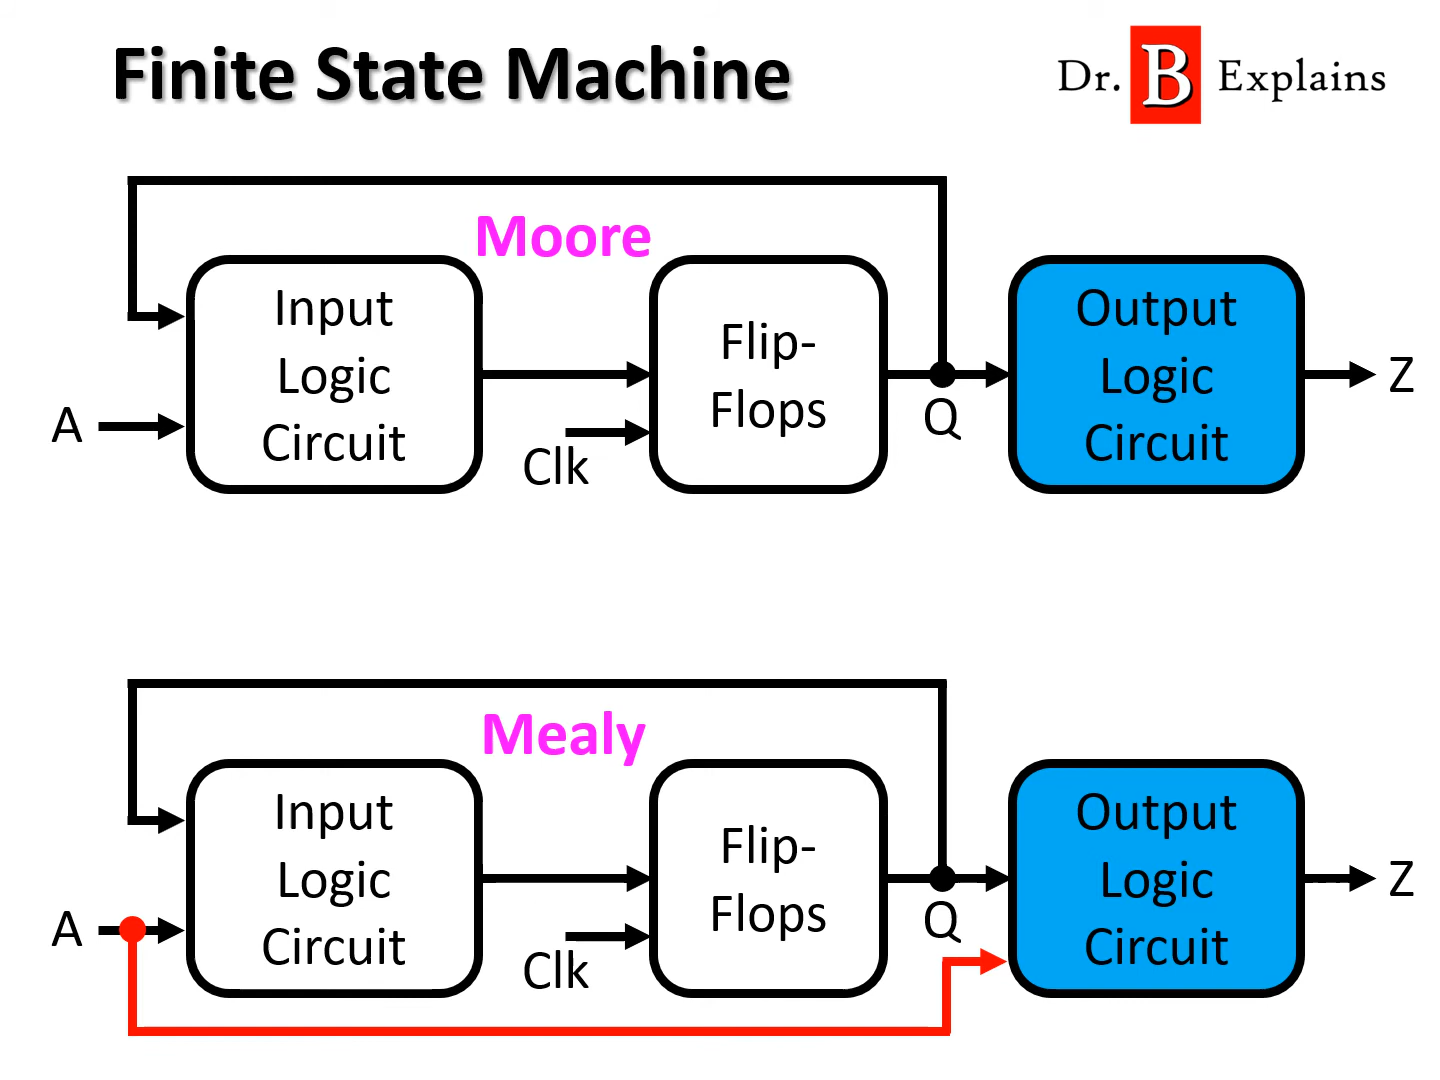 Finite State Machine
Dr. B Explains
Moore
Input
Logic
Circuit
Flip-
Flops
Output
Logic
Circuit
A
Clk
Q
Z
Mealy
Input
Logic
Circuit
Flip-
Flops
Output
Logic
Circuit
A
Clk
Q
Z